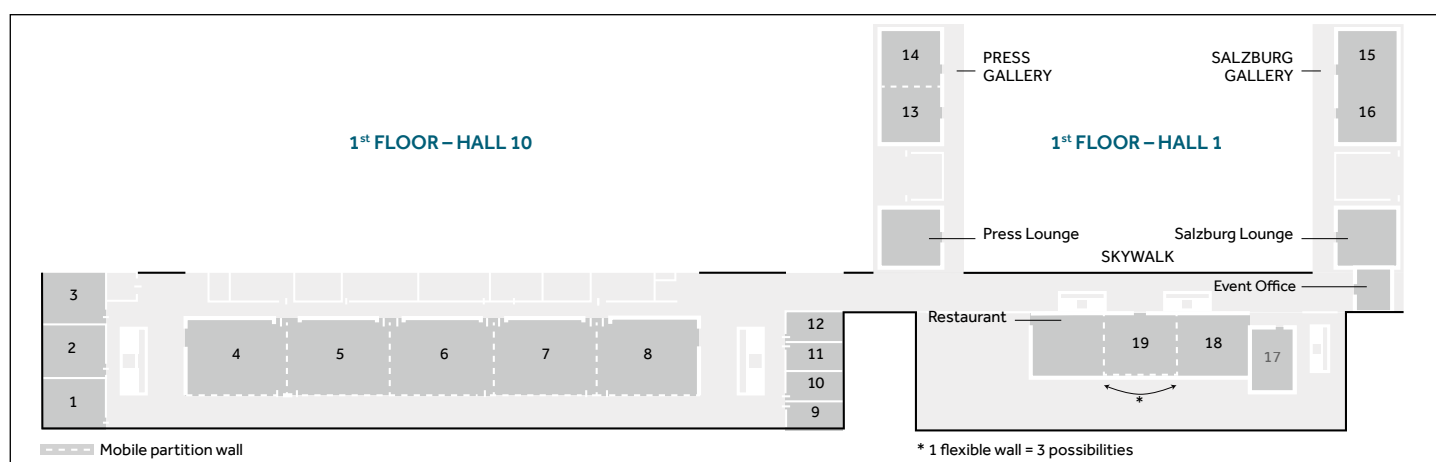 14
PRESS
GALLERY
SALZBURG
GALLERY
15
13
16
1st FLOOR – HALL 10
1st FLOOR – HALL 1
Press Lounge
Salzburg Lounge
SKYWALK
Event Office
3
Restaurant
12
2
4
5
6
7
8
11
19
18
17
10
1
9
*
Mobile partition wall
* 1 flexible wall = 3 possibilities